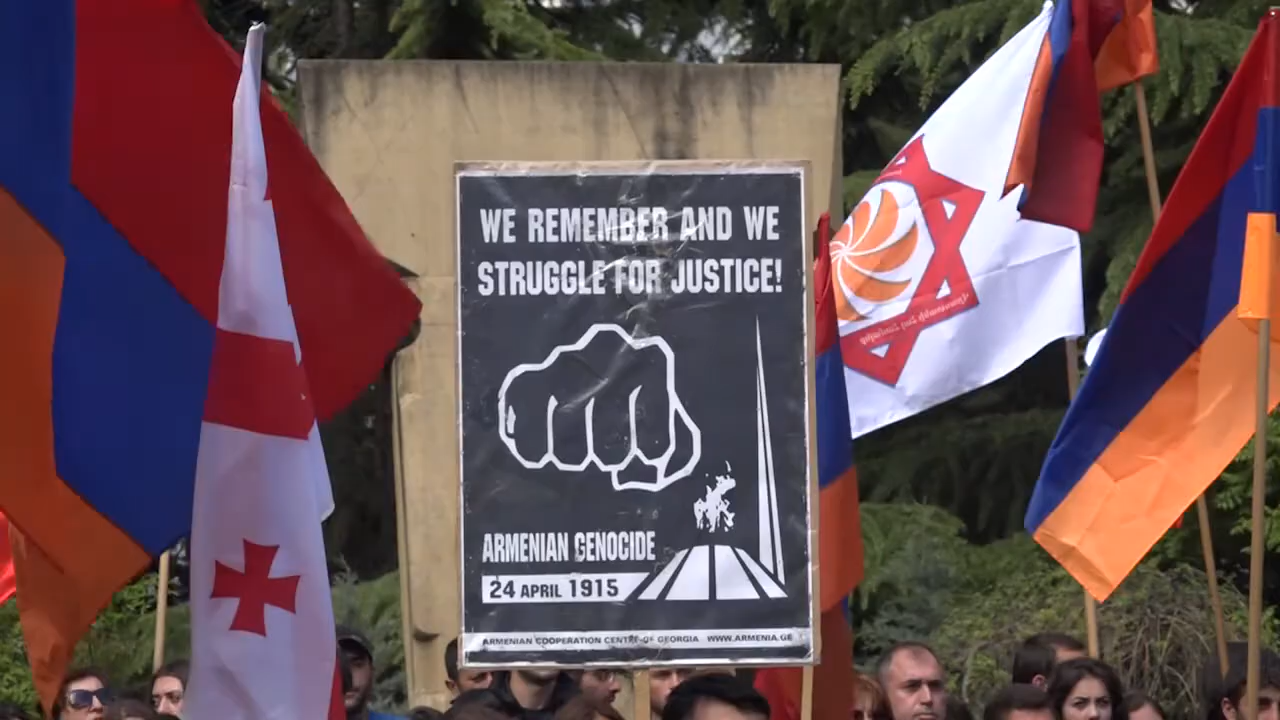 WE REMEMBER AND WE
STRUGGLE FOR JUSTICE!
ARMENIAN GENOCIDE
24 APRIL 1915
ARMENIAN COOPERATION CENTRE OF GEORGIA WWW.ARMENIA.GE